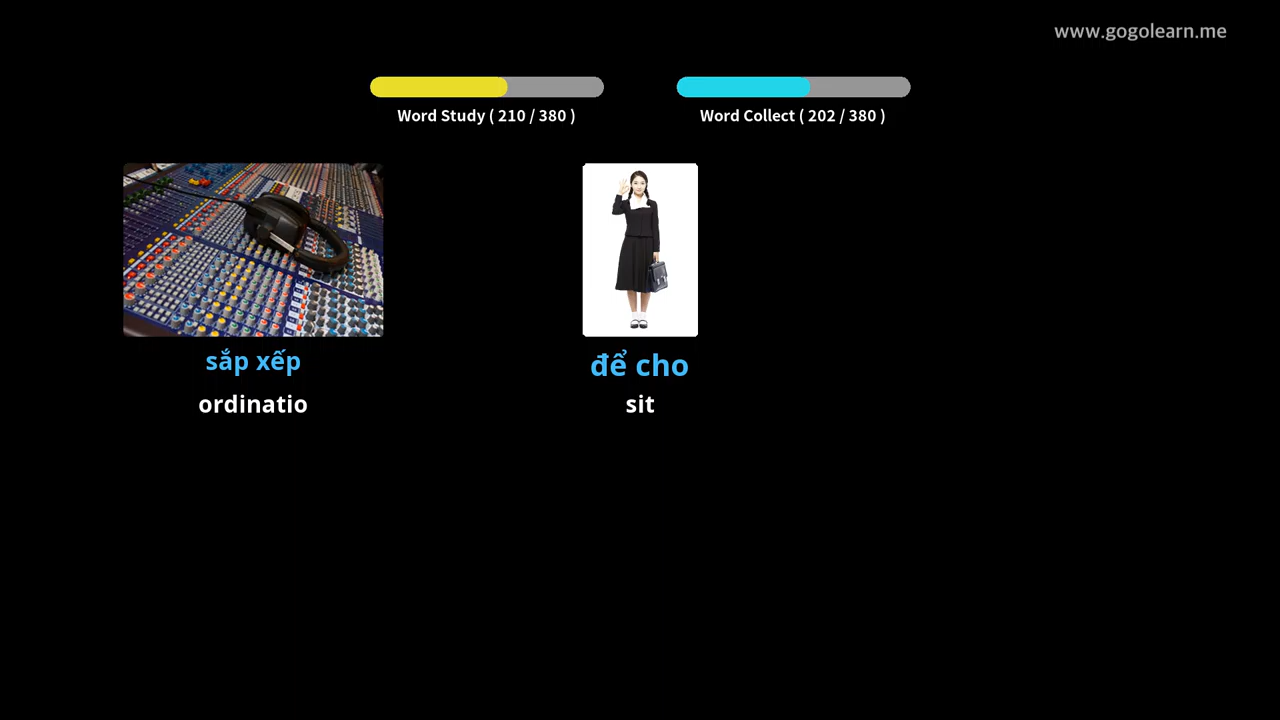 www.gogolearn.me
Word Study ( 210 / 380 )
Word Collect ( 202 / 380 )
sắp xếp
ordinatio
để cho
sit